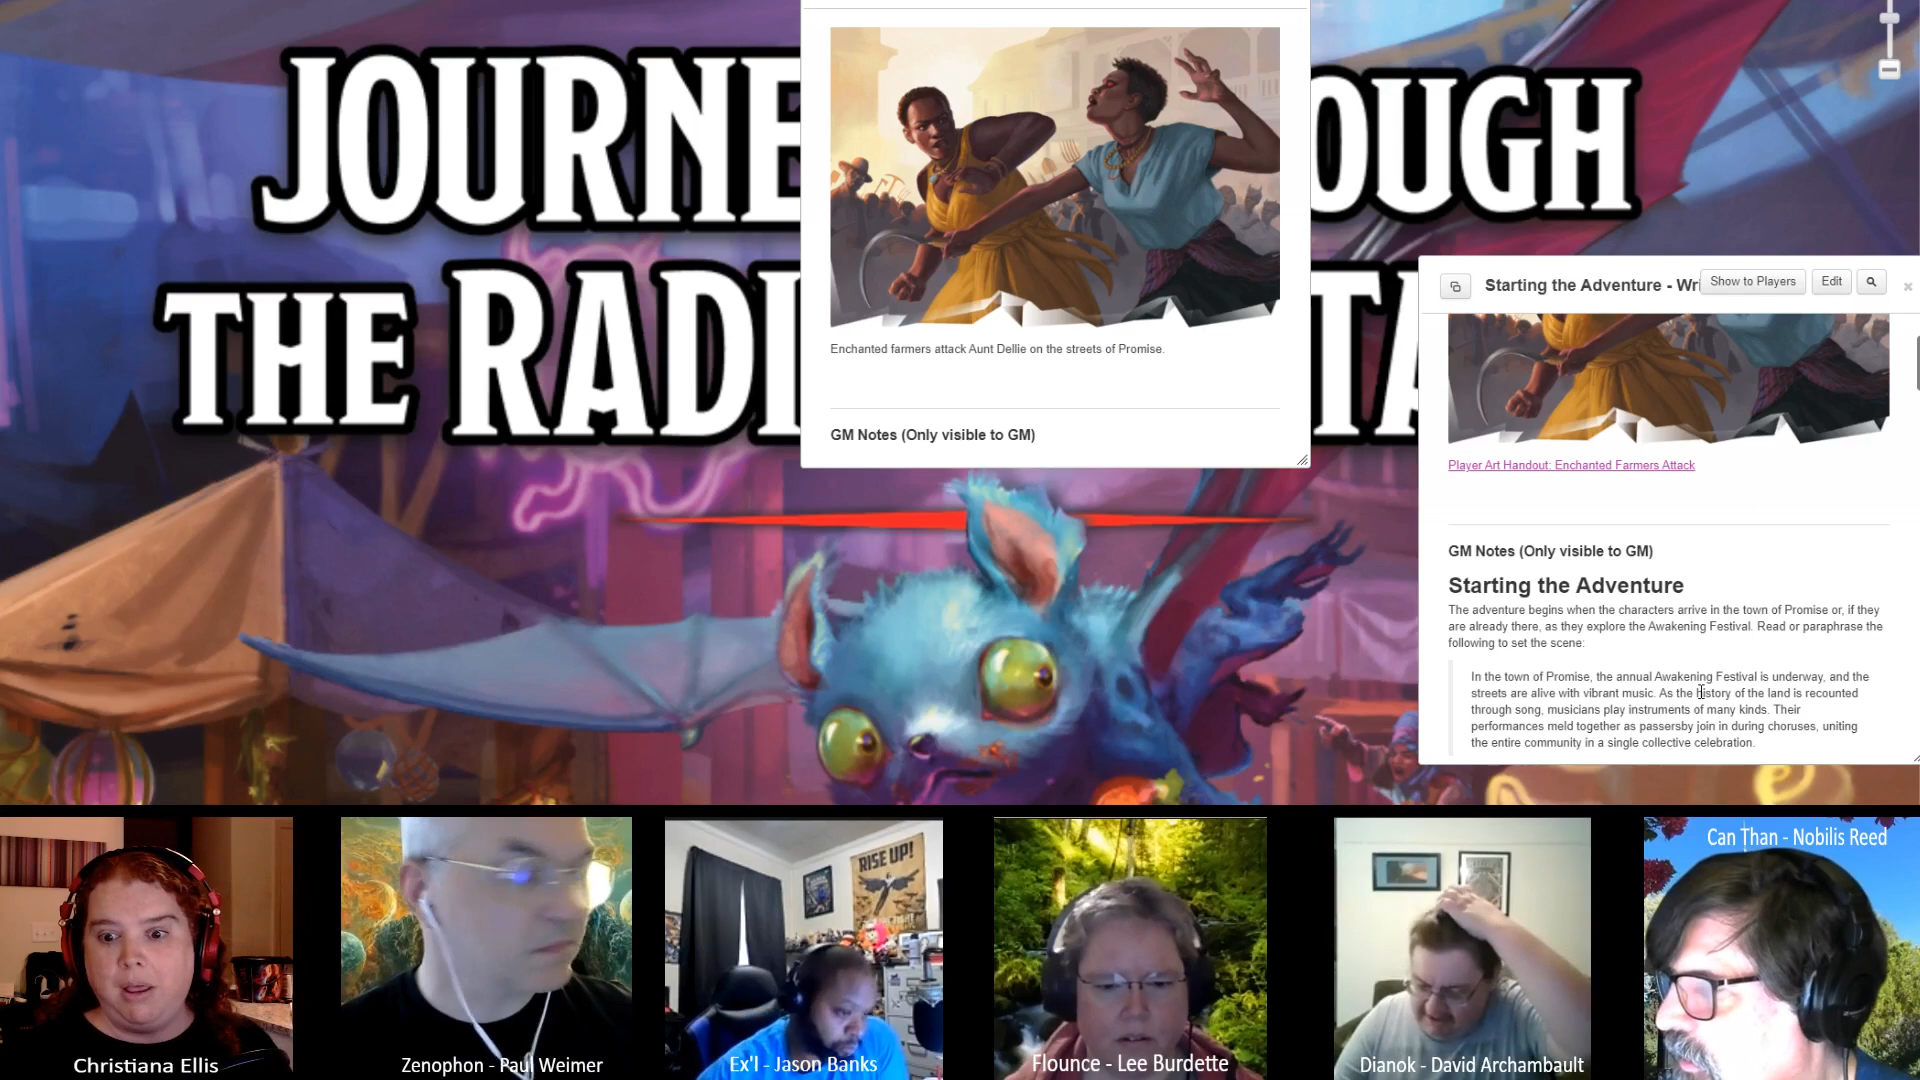 JOURNE
OUGH
THE RADI
TA
Enchanted farmers attack Aunt Dellie on the streets of Promise.
GM Notes (Only visible to GM)
Starting the Adventure - Wri
Show to Players
Edit
Player Art Handout: Enchanted Farmers Attack
GM Notes (Only visible to GM)
Starting the Adventure
The adventure begins when the characters arrive in the town of Promise or, if they
are already there, as they explore the Awakening Festival. Read or paraphrase the
following to set the scene:
In the town of Promise, the annual Awakening Festival is underway, and the
streets are alive with vibrant music. As the history of the land is recounted
through song, musicians play instruments of many kinds. Their
performances meld together as passersby join in during choruses, uniting
the entire community in a single collective celebration.
RISE UP!
Can Than - Nobilis Reed
Christiana Ellis
Zenophon - Paul Weimer
Ex'l - Jason Banks
Flounce - Lee Burdette
Dianok - David Archambault